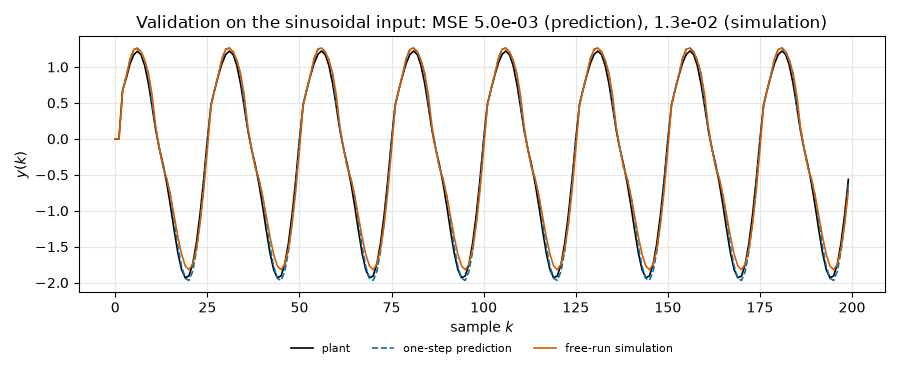 Validation on the sinusoidal input: MSE 5.0e-03 (prediction), 1.3e-02 (simulation)
y(k)
1.0
0.5
0.0
−0.5
−1.0
−1.5
−2.0
0 25 50 75 100 125 150 175 200
sample k
plant one-step prediction free-run simulation